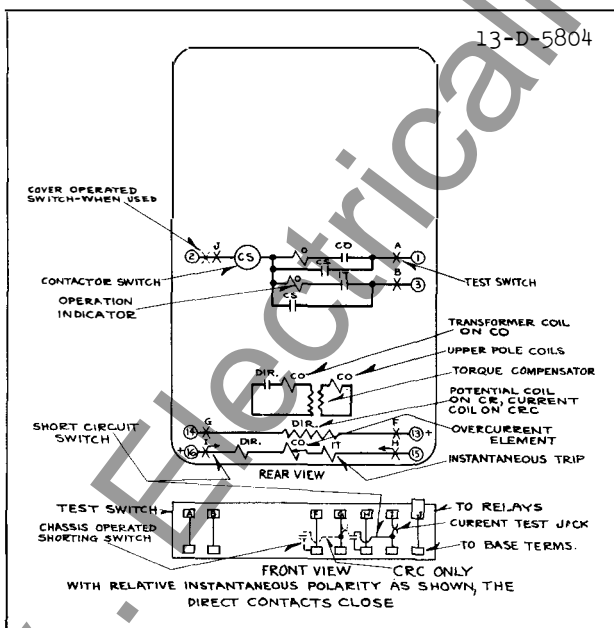 13-D-5804
COVER OPERATED
SWITCH-WHEN USED
2 J CS O CO A 1
CS
O IT B 3
CS
CONTACTOR SWITCH
OPERATION
INDICATOR
TEST SWITCH
TRANSFORMER COIL
ON CO
UPPER POLE COILS
TORQUE COMPENSATOR
DIR. CO CO
POTENTIAL COIL
ON CR, CURRENT
COIL ON CRC
SHORT CIRCUIT
SWITCH
14 G DIR. F 13 +
OVERCURRENT
ELEMENT
+ 16 I DIR. CO IT H 15
INSTANTANEOUS TRIP
REAR VIEW
TEST SWITCH
A B F G H I J
TO RELAYS
CURRENT TEST JACK
CHASSIS OPERATED
SHORTING SWITCH
TO BASE TERMS.
FRONT VIEW CRC ONLY
WITH RELATIVE INSTANTANEOUS POLARITY AS SHOWN, THE
DIRECT CONTACTS CLOSE
. Electrical